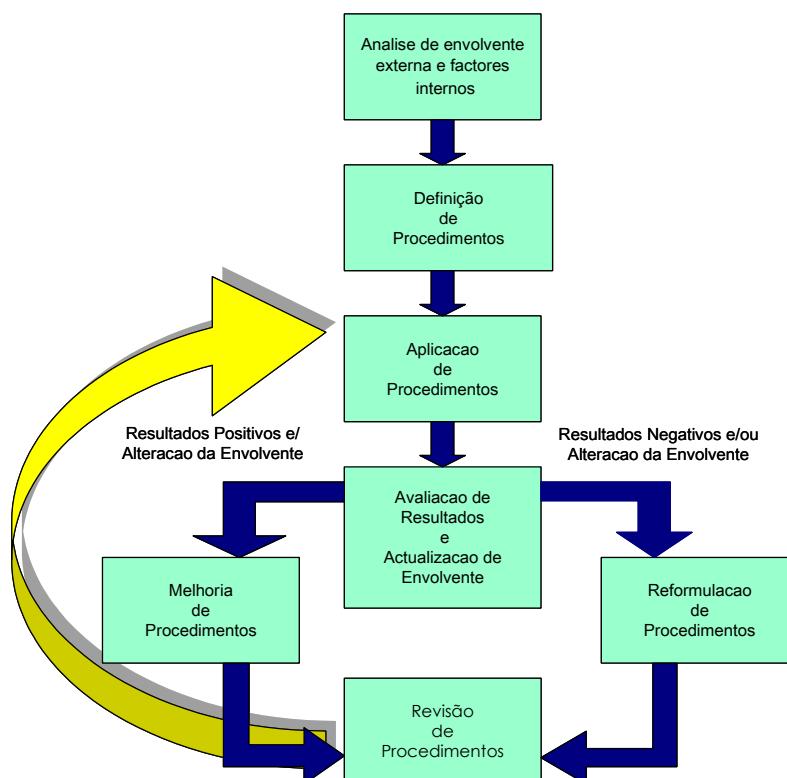 Analise de envolvente
externa e factores
internos
Definição
de
Procedimentos
Aplicacao
de
Procedimentos
Resultados Positivos e/
Alteracao da Envolvente
Resultados Negativos e/ou
Alteracao da Envolvente
Avaliacao de
Resultados
e
Actualizacao de
Envolvente
Melhoria
de
Procedimentos
Reformulacao
de
Procedimentos
Revisão
de
Procedimentos